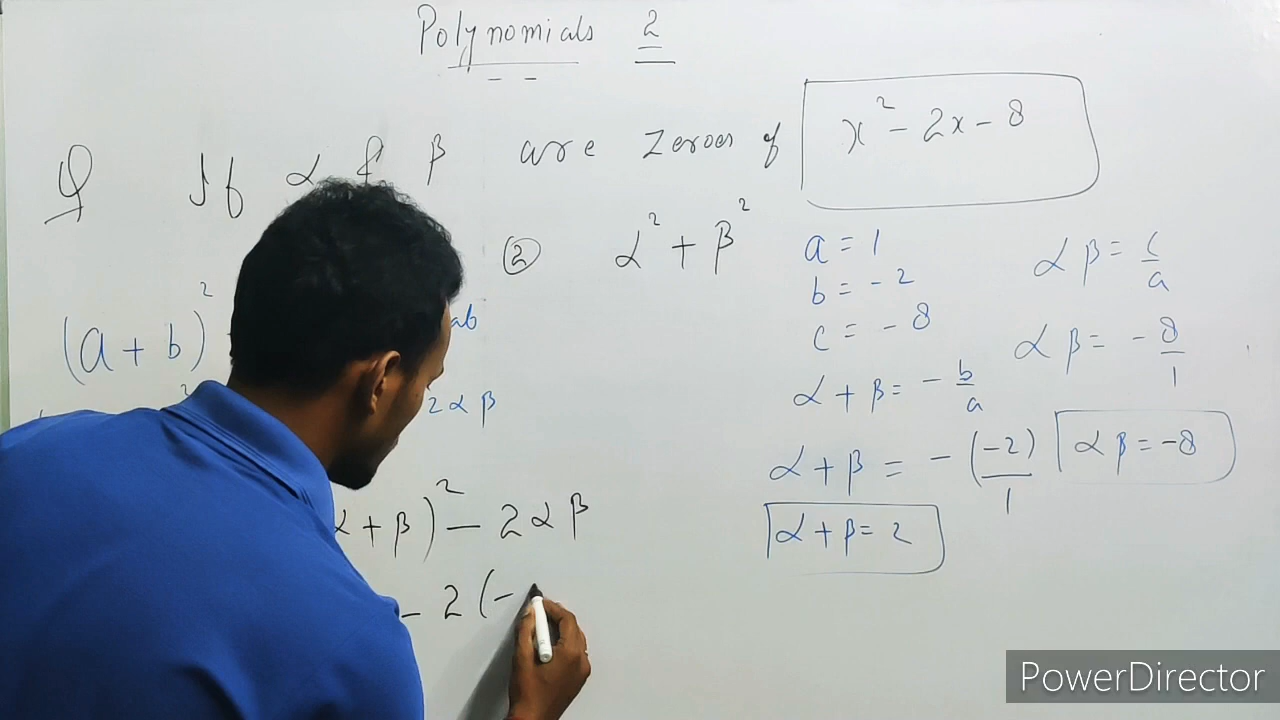 Polynomials 2
Q If α & β are zeroes of x² - 2x - 8
② α² + β²
(a + b)² ab
2αβ
α + β)² - 2αβ
- 2(-
a = 1
b = -2
c = -8
α + β = - b/a
α + β = - (-2)/1
α + β = 2
αβ = c/a
αβ = - 8/1
αβ = -8
PowerDirector